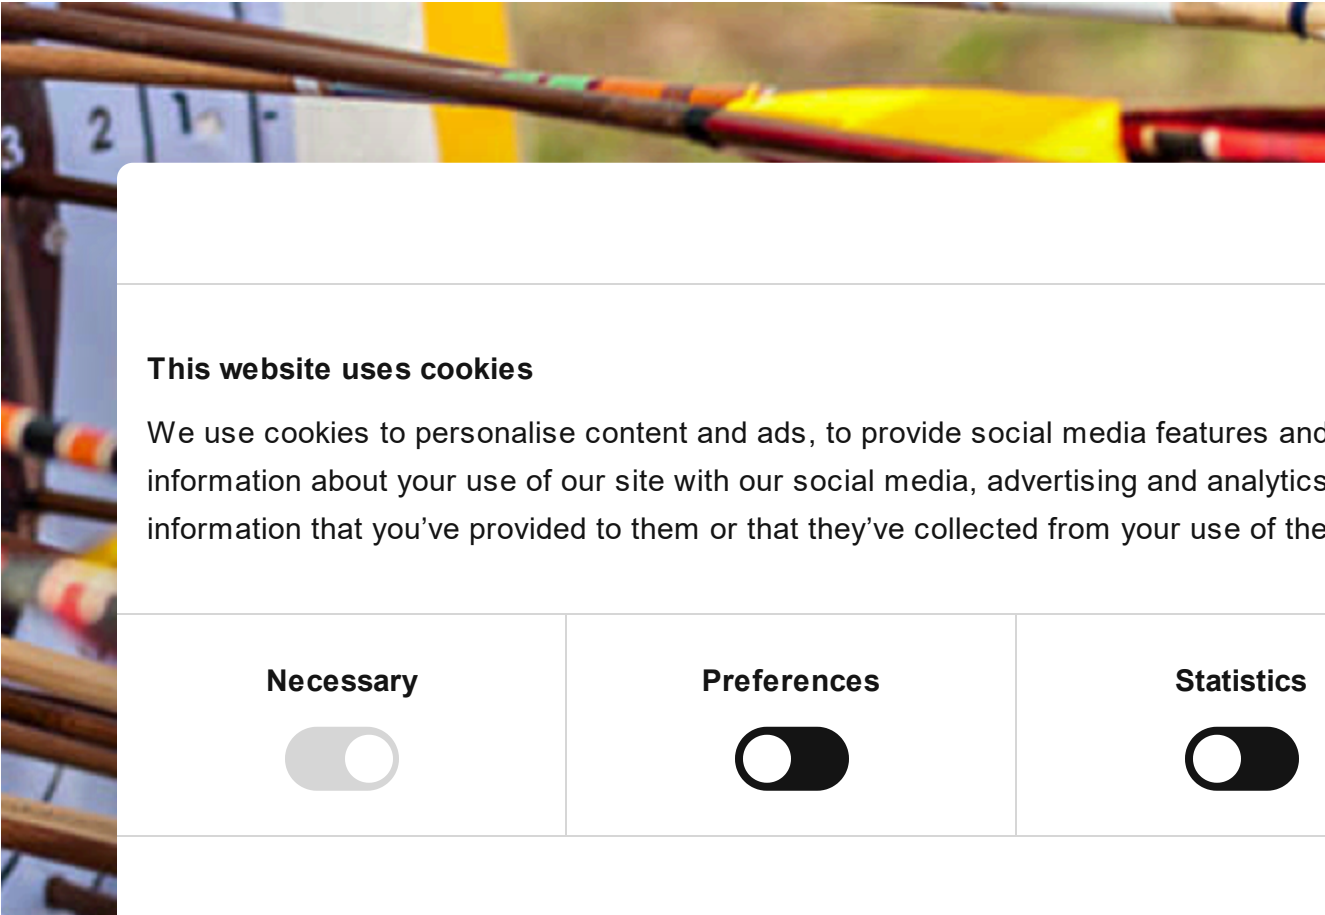 3 2 1 -
This website uses cookies
We use cookies to personalise content and ads, to provide social media features and
information about your use of our site with our social media, advertising and analytics
information that you’ve provided to them or that they’ve collected from your use of the
Necessary Preferences Statistics